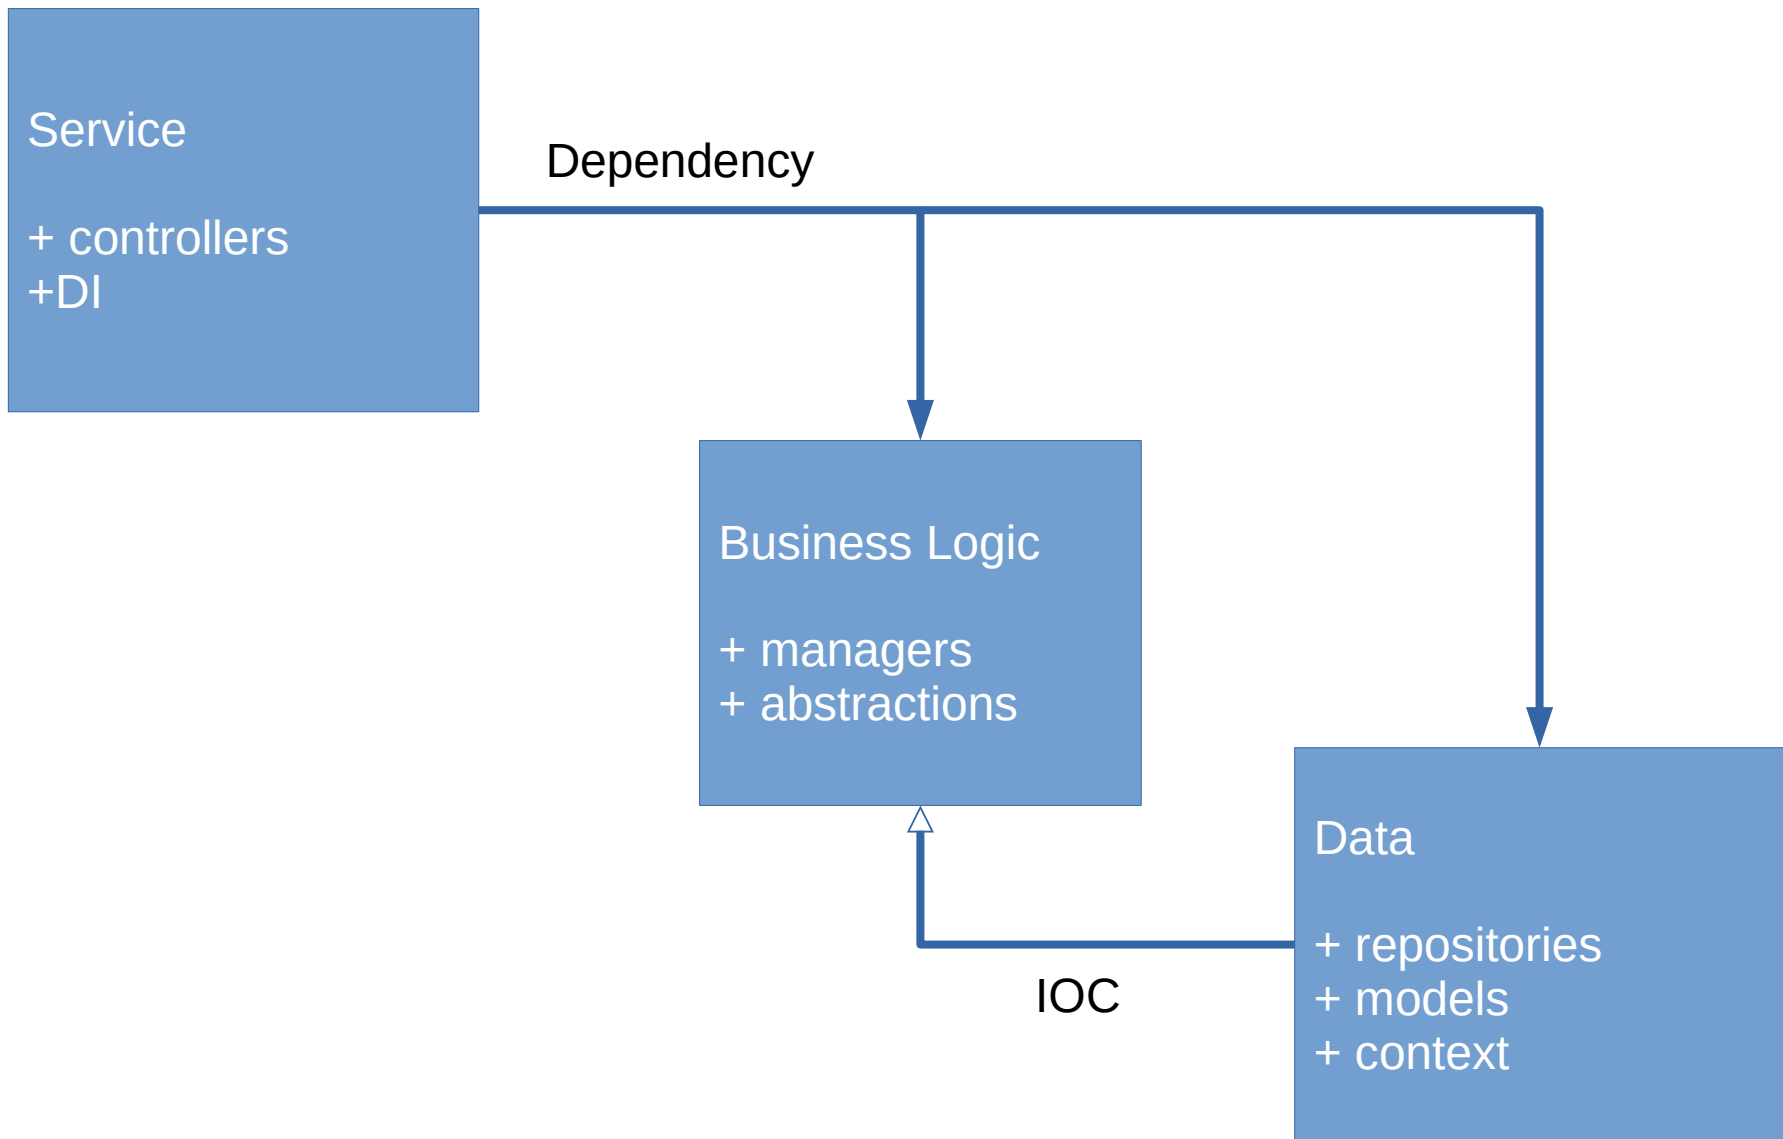 Service
+ controllers
+DI
Dependency
Business Logic
+ managers
+ abstractions
Data
+ repositories
+ models
+ context
IOC